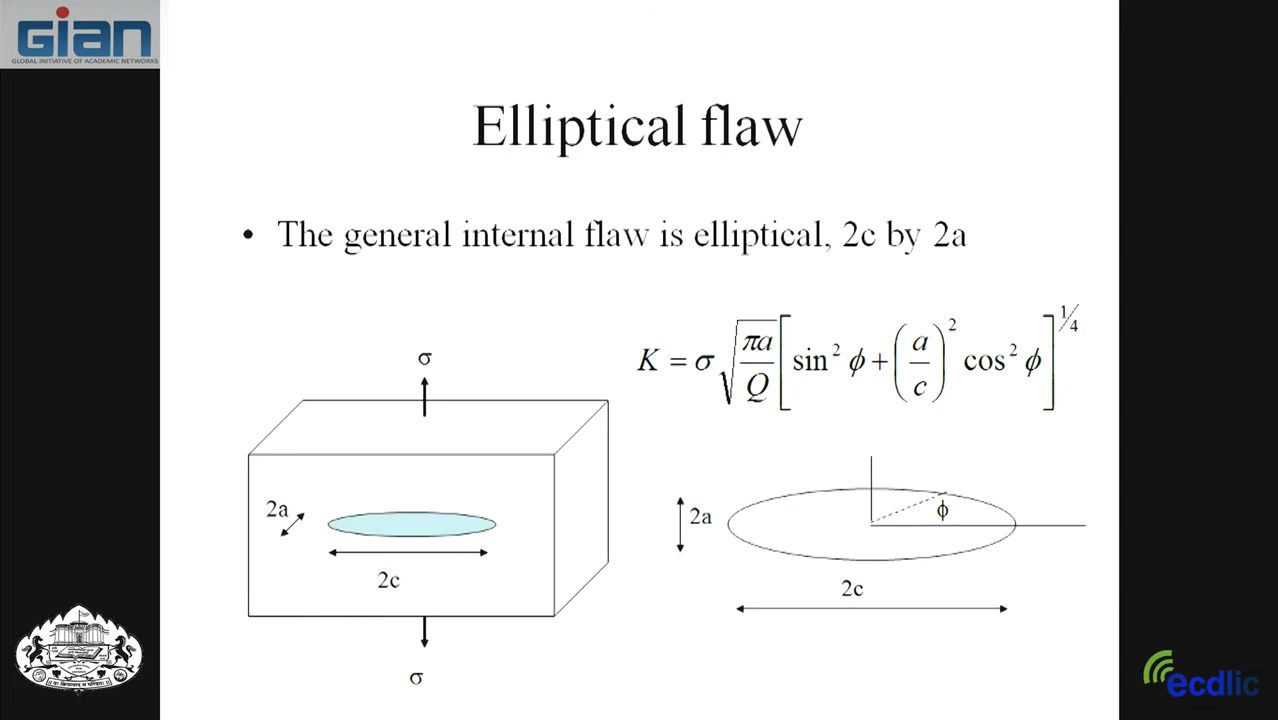 GIAN
GLOBAL INITIATIVE OF ACADEMIC NETWORKS
Elliptical flaw
• The general internal flaw is elliptical, 2c by 2a
K = σ √(πa/Q) [sin² ϕ + (a/c)² cos² ϕ]^1/4
σ
2a
2c
σ
ϕ
2a
2c
ecdlic